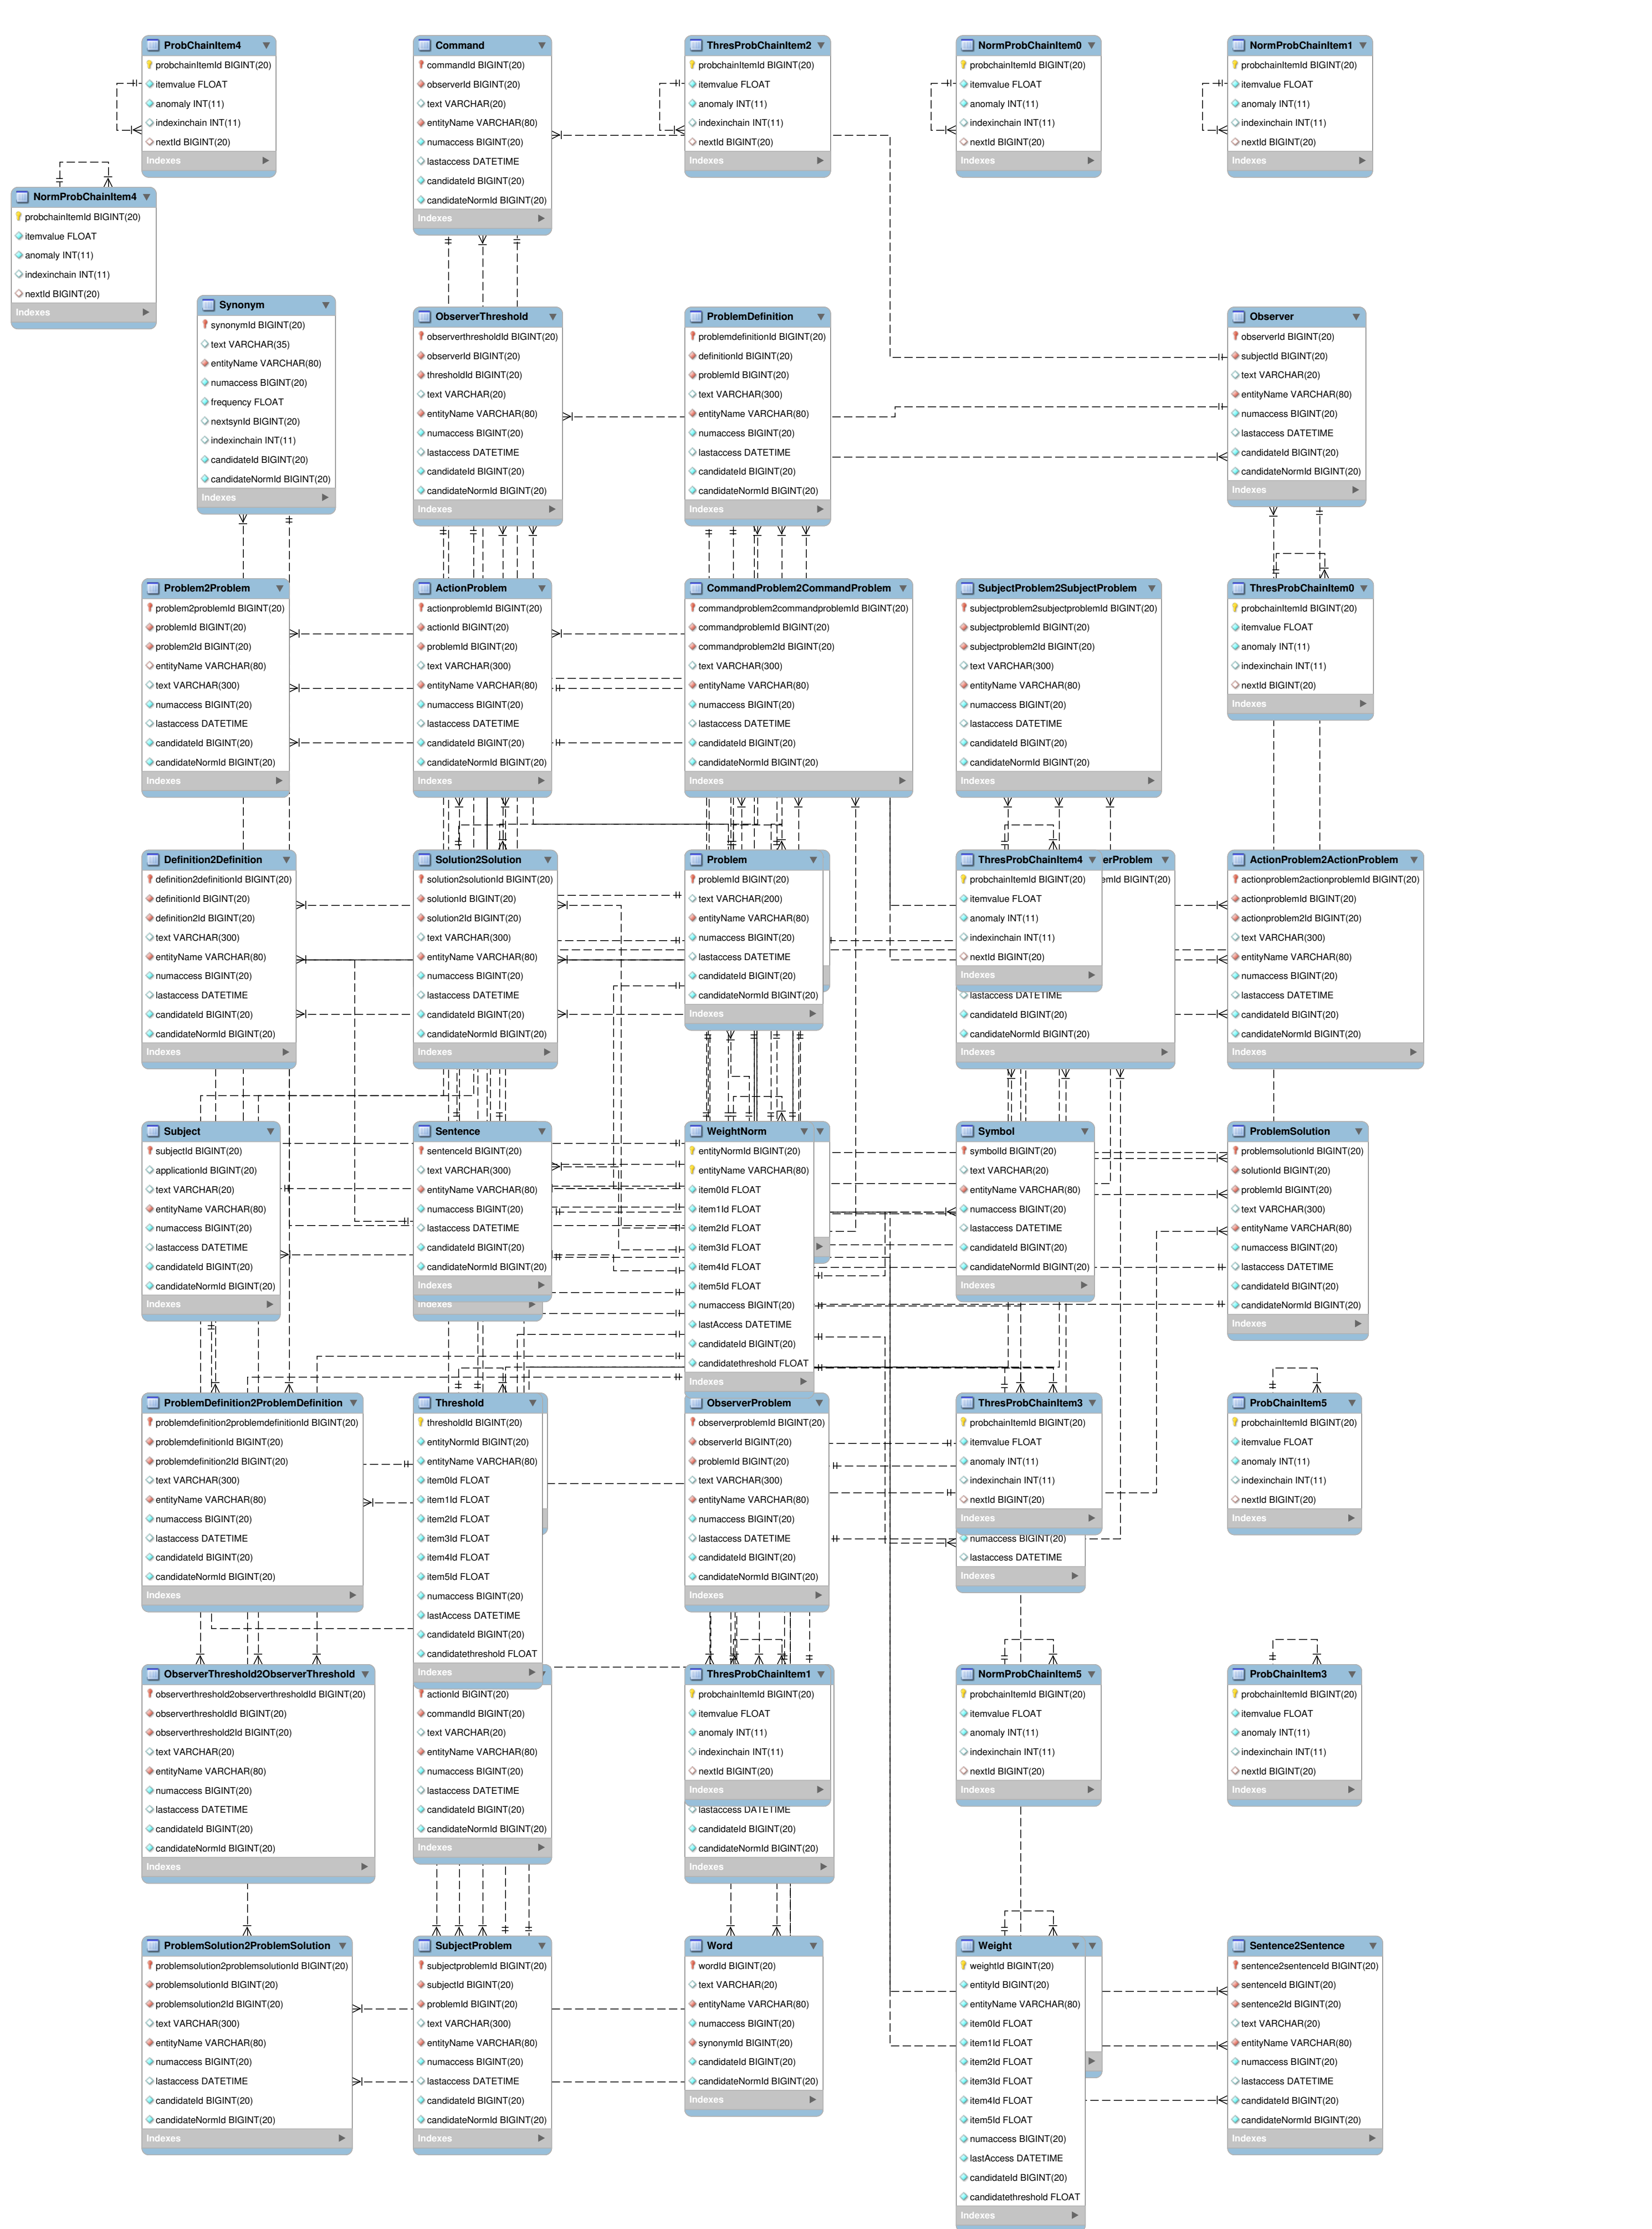 ProbChainItem4
probchainItemId BIGINT(20)
itemvalue FLOAT
anomaly INT(11)
indexinchain INT(11)
nextId BIGINT(20)
Indexes
Command
commandId BIGINT(20)
observerId BIGINT(20)
text VARCHAR(20)
entityName VARCHAR(80)
numaccess BIGINT(20)
lastaccess DATETIME
candidateId BIGINT(20)
candidateNormId BIGINT(20)
Indexes
ThresProbChainItem2
probchainItemId BIGINT(20)
itemvalue FLOAT
anomaly INT(11)
indexinchain INT(11)
nextId BIGINT(20)
Indexes
NormProbChainItem0
probchainItemId BIGINT(20)
itemvalue FLOAT
anomaly INT(11)
indexinchain INT(11)
nextId BIGINT(20)
Indexes
NormProbChainItem1
probchainItemId BIGINT(20)
itemvalue FLOAT
anomaly INT(11)
indexinchain INT(11)
nextId BIGINT(20)
Indexes
NormProbChainItem4
probchainItemId BIGINT(20)
itemvalue FLOAT
anomaly INT(11)
indexinchain INT(11)
nextId BIGINT(20)
Indexes
Synonym
synonymId BIGINT(20)
text VARCHAR(35)
entityName VARCHAR(80)
numaccess BIGINT(20)
frequency FLOAT
nextsynId BIGINT(20)
indexinchain INT(11)
candidateId BIGINT(20)
candidateNormId BIGINT(20)
Indexes
ObserverThreshold
observerthresholdId BIGINT(20)
observerId BIGINT(20)
thresholdId BIGINT(20)
text VARCHAR(20)
entityName VARCHAR(80)
numaccess BIGINT(20)
lastaccess DATETIME
candidateId BIGINT(20)
candidateNormId BIGINT(20)
Indexes
ProblemDefinition
problemdefinitionId BIGINT(20)
definitionId BIGINT(20)
problemId BIGINT(20)
text VARCHAR(300)
entityName VARCHAR(80)
numaccess BIGINT(20)
lastaccess DATETIME
candidateId BIGINT(20)
candidateNormId BIGINT(20)
Indexes
Observer
observerId BIGINT(20)
subjectId BIGINT(20)
text VARCHAR(20)
entityName VARCHAR(80)
numaccess BIGINT(20)
lastaccess DATETIME
candidateId BIGINT(20)
candidateNormId BIGINT(20)
Indexes
Problem2Problem
problem2problemId BIGINT(20)
problemId BIGINT(20)
problem2Id BIGINT(20)
entityName VARCHAR(80)
text VARCHAR(300)
numaccess BIGINT(20)
lastaccess DATETIME
candidateId BIGINT(20)
candidateNormId BIGINT(20)
Indexes
ActionProblem
actionproblemId BIGINT(20)
actionId BIGINT(20)
problemId BIGINT(20)
text VARCHAR(300)
entityName VARCHAR(80)
numaccess BIGINT(20)
lastaccess DATETIME
candidateId BIGINT(20)
candidateNormId BIGINT(20)
Indexes
CommandProblem2CommandProblem
commandproblem2commandproblemId BIGINT(20)
commandproblemId BIGINT(20)
commandproblem2Id BIGINT(20)
text VARCHAR(300)
entityName VARCHAR(80)
numaccess BIGINT(20)
lastaccess DATETIME
candidateId BIGINT(20)
candidateNormId BIGINT(20)
Indexes
SubjectProblem2SubjectProblem
subjectproblem2subjectproblemId BIGINT(20)
subjectproblemId BIGINT(20)
subjectproblem2Id BIGINT(20)
text VARCHAR(300)
entityName VARCHAR(80)
numaccess BIGINT(20)
lastaccess DATETIME
candidateId BIGINT(20)
candidateNormId BIGINT(20)
Indexes
ThresProbChainItem0
probchainItemId BIGINT(20)
itemvalue FLOAT
anomaly INT(11)
indexinchain INT(11)
nextId BIGINT(20)
Indexes
Definition2Definition
definition2definitionId BIGINT(20)
definitionId BIGINT(20)
definition2Id BIGINT(20)
text VARCHAR(300)
entityName VARCHAR(80)
numaccess BIGINT(20)
lastaccess DATETIME
candidateId BIGINT(20)
candidateNormId BIGINT(20)
Indexes
Solution2Solution
solution2solutionId BIGINT(20)
solutionId BIGINT(20)
solution2Id BIGINT(20)
text VARCHAR(300)
entityName VARCHAR(80)
numaccess BIGINT(20)
lastaccess DATETIME
candidateId BIGINT(20)
candidateNormId BIGINT(20)
Indexes
Problem
problemId BIGINT(20)
text VARCHAR(200)
entityName VARCHAR(80)
numaccess BIGINT(20)
lastaccess DATETIME
candidateId BIGINT(20)
candidateNormId BIGINT(20)
Indexes
ThresProbChainItem4 erProblem
probchainItemId BIGINT(20) emId BIGINT(20)
itemvalue FLOAT
anomaly INT(11)
indexinchain INT(11)
nextId BIGINT(20)
Indexes
lastaccess DATETIME
candidateId BIGINT(20)
candidateNormId BIGINT(20)
Indexes
ActionProblem2ActionProblem
actionproblem2actionproblemId BIGINT(20)
actionproblemId BIGINT(20)
actionproblem2Id BIGINT(20)
text VARCHAR(300)
entityName VARCHAR(80)
numaccess BIGINT(20)
lastaccess DATETIME
candidateId BIGINT(20)
candidateNormId BIGINT(20)
Indexes
Subject
subjectId BIGINT(20)
applicationId BIGINT(20)
text VARCHAR(20)
entityName VARCHAR(80)
numaccess BIGINT(20)
lastaccess DATETIME
candidateId BIGINT(20)
candidateNormId BIGINT(20)
Indexes
Sentence
sentenceId BIGINT(20)
text VARCHAR(300)
entityName VARCHAR(80)
numaccess BIGINT(20)
lastaccess DATETIME
candidateId BIGINT(20)
candidateNormId BIGINT(20)
Indexes
Indexes
WeightNorm
entityNormId BIGINT(20)
entityName VARCHAR(80)
item0Id FLOAT
item1Id FLOAT
item2Id FLOAT
item3Id FLOAT
item4Id FLOAT
item5Id FLOAT
numaccess BIGINT(20)
lastAccess DATETIME
candidateId BIGINT(20)
candidatethreshold FLOAT
Indexes
Symbol
symbolId BIGINT(20)
text VARCHAR(20)
entityName VARCHAR(80)
numaccess BIGINT(20)
lastaccess DATETIME
candidateId BIGINT(20)
candidateNormId BIGINT(20)
Indexes
ProblemSolution
problemsolutionId BIGINT(20)
solutionId BIGINT(20)
problemId BIGINT(20)
text VARCHAR(300)
entityName VARCHAR(80)
numaccess BIGINT(20)
lastaccess DATETIME
candidateId BIGINT(20)
candidateNormId BIGINT(20)
Indexes
ProblemDefinition2ProblemDefinition
problemdefinition2problemdefinitionId BIGINT(20)
problemdefinitionId BIGINT(20)
problemdefinition2Id BIGINT(20)
text VARCHAR(300)
entityName VARCHAR(80)
numaccess BIGINT(20)
lastaccess DATETIME
candidateId BIGINT(20)
candidateNormId BIGINT(20)
Indexes
Threshold
thresholdId BIGINT(20)
entityNormId BIGINT(20)
entityName VARCHAR(80)
item0Id FLOAT
item1Id FLOAT
item2Id FLOAT
item3Id FLOAT
item4Id FLOAT
item5Id FLOAT
numaccess BIGINT(20)
lastAccess DATETIME
candidateId BIGINT(20)
candidatethreshold FLOAT
Indexes
ObserverProblem
observerproblemId BIGINT(20)
observerId BIGINT(20)
problemId BIGINT(20)
text VARCHAR(300)
entityName VARCHAR(80)
numaccess BIGINT(20)
lastaccess DATETIME
candidateId BIGINT(20)
candidateNormId BIGINT(20)
Indexes
ThresProbChainItem3
probchainItemId BIGINT(20)
itemvalue FLOAT
anomaly INT(11)
indexinchain INT(11)
nextId BIGINT(20)
Indexes
numaccess BIGINT(20)
lastaccess DATETIME
Indexes
ProbChainItem5
probchainItemId BIGINT(20)
itemvalue FLOAT
anomaly INT(11)
indexinchain INT(11)
nextId BIGINT(20)
Indexes
ObserverThreshold2ObserverThreshold
observerthreshold2observerthresholdId BIGINT(20)
observerthresholdId BIGINT(20)
observerthreshold2Id BIGINT(20)
text VARCHAR(20)
entityName VARCHAR(80)
numaccess BIGINT(20)
lastaccess DATETIME
candidateId BIGINT(20)
candidateNormId BIGINT(20)
Indexes
actionId BIGINT(20)
commandId BIGINT(20)
text VARCHAR(20)
entityName VARCHAR(80)
numaccess BIGINT(20)
lastaccess DATETIME
candidateId BIGINT(20)
candidateNormId BIGINT(20)
Indexes
ThresProbChainItem1
probchainItemId BIGINT(20)
itemvalue FLOAT
anomaly INT(11)
indexinchain INT(11)
nextId BIGINT(20)
Indexes
lastaccess DATETIME
candidateId BIGINT(20)
candidateNormId BIGINT(20)
Indexes
NormProbChainItem5
probchainItemId BIGINT(20)
itemvalue FLOAT
anomaly INT(11)
indexinchain INT(11)
nextId BIGINT(20)
Indexes
ProbChainItem3
probchainItemId BIGINT(20)
itemvalue FLOAT
anomaly INT(11)
indexinchain INT(11)
nextId BIGINT(20)
Indexes
ProblemSolution2ProblemSolution
problemsolution2problemsolutionId BIGINT(20)
problemsolutionId BIGINT(20)
problemsolution2Id BIGINT(20)
text VARCHAR(300)
entityName VARCHAR(80)
numaccess BIGINT(20)
lastaccess DATETIME
candidateId BIGINT(20)
candidateNormId BIGINT(20)
Indexes
SubjectProblem
subjectproblemId BIGINT(20)
subjectId BIGINT(20)
problemId BIGINT(20)
text VARCHAR(300)
entityName VARCHAR(80)
numaccess BIGINT(20)
lastaccess DATETIME
candidateId BIGINT(20)
candidateNormId BIGINT(20)
Indexes
Word
wordId BIGINT(20)
text VARCHAR(20)
entityName VARCHAR(80)
numaccess BIGINT(20)
synonymId BIGINT(20)
candidateId BIGINT(20)
candidateNormId BIGINT(20)
Indexes
Weight
weightId BIGINT(20)
entityId BIGINT(20)
entityName VARCHAR(80)
item0Id FLOAT
item1Id FLOAT
item2Id FLOAT
item3Id FLOAT
item4Id FLOAT
item5Id FLOAT
numaccess BIGINT(20)
lastAccess DATETIME
candidateId BIGINT(20)
candidatethreshold FLOAT
Indexes
Sentence2Sentence
sentence2sentenceId BIGINT(20)
sentenceId BIGINT(20)
sentence2Id BIGINT(20)
text VARCHAR(20)
entityName VARCHAR(80)
numaccess BIGINT(20)
lastaccess DATETIME
candidateId BIGINT(20)
candidateNormId BIGINT(20)
Indexes